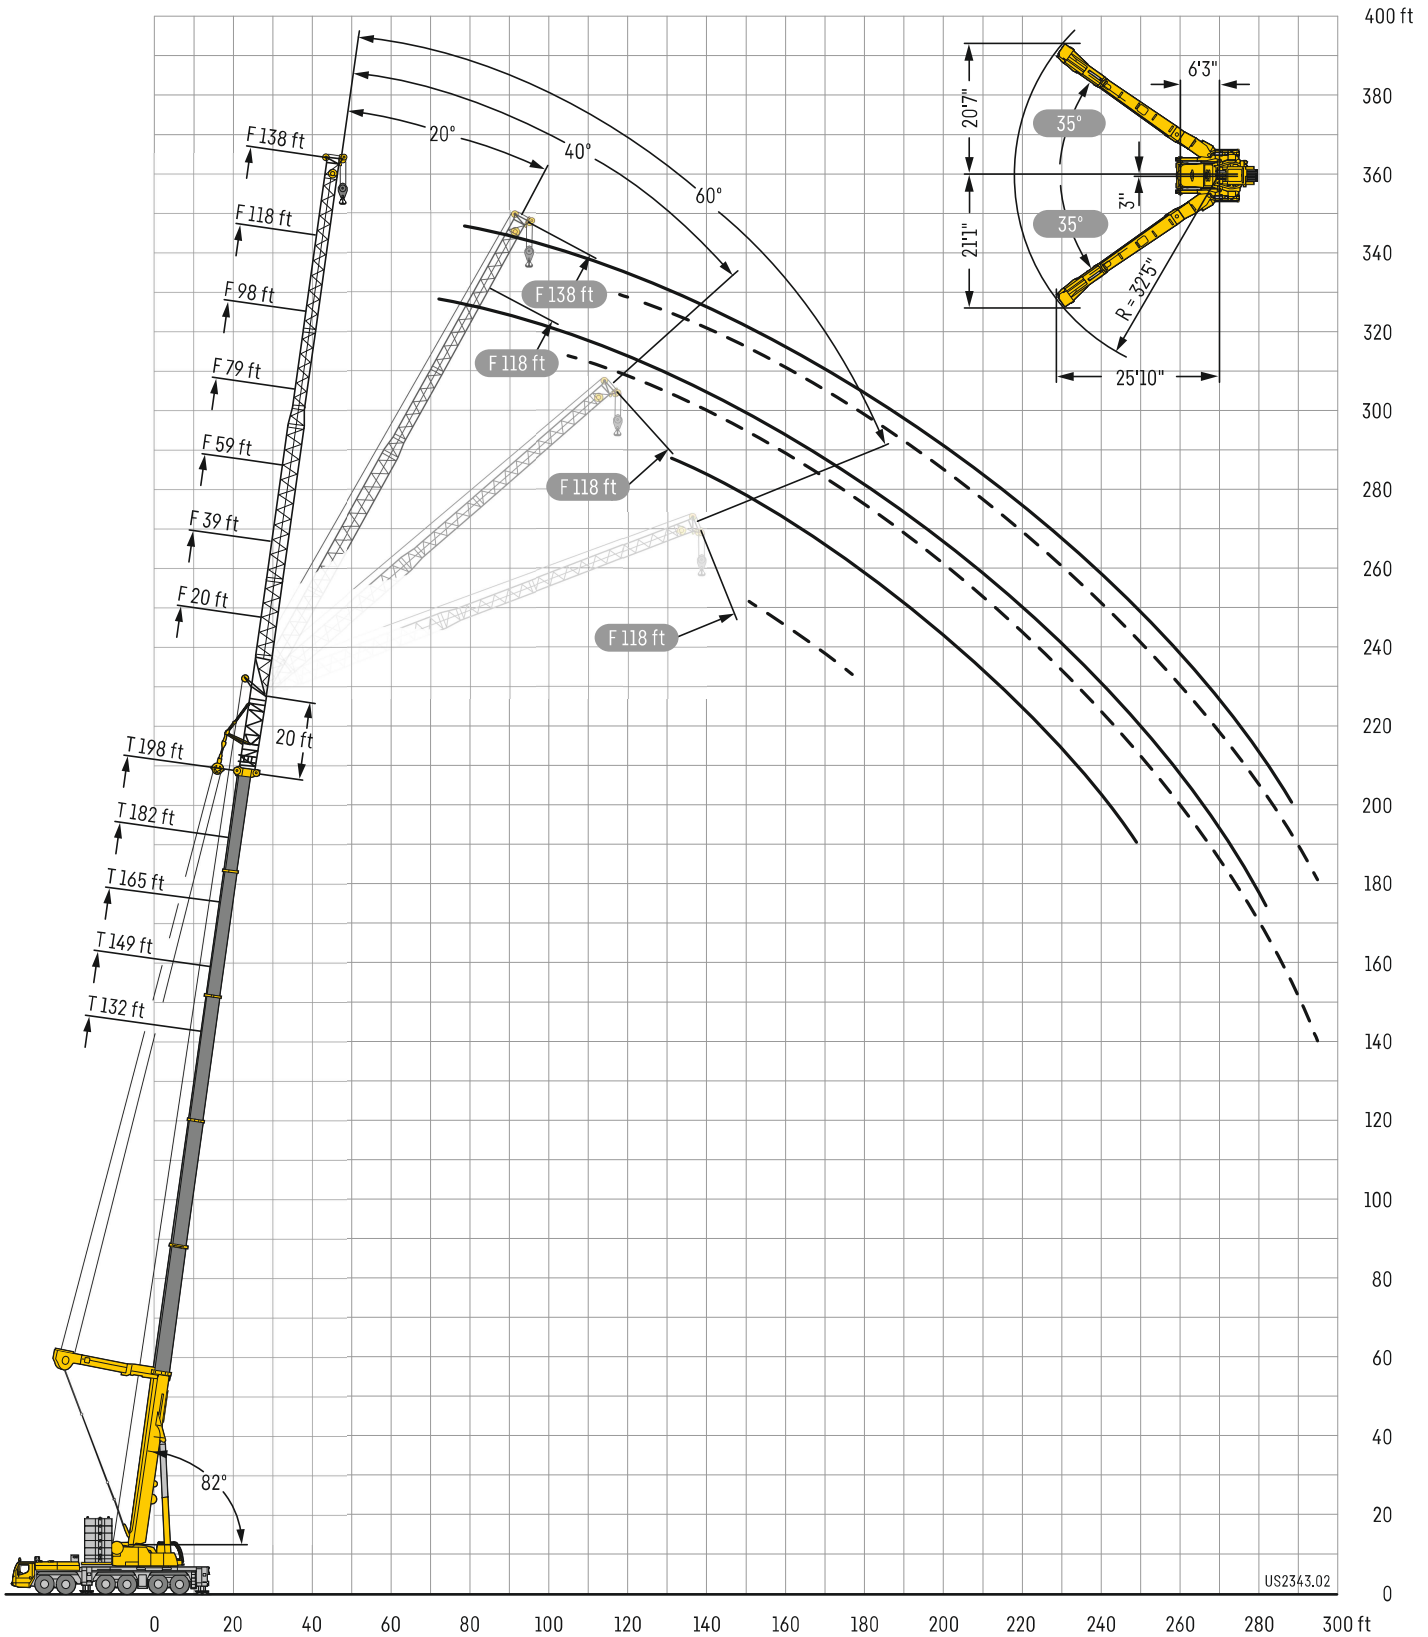 400 ft
380
360
340
320
300
280
260
240
220
200
180
160
140
120
100
80
60
40
20
0
20°
40°
60°
F 138 ft
F 118 ft
F 98 ft
F 79 ft
F 59 ft
F 39 ft
F 20 ft
20 ft
T 198 ft
T 182 ft
T 165 ft
T 149 ft
T 132 ft
82°
F 138 ft
F 118 ft
F 118 ft
F 118 ft
20'7"
21'1"
35°
35°
6'3"
3"
R = 32'5"
25'10"
US2343.02
0 20 40 60 80 100 120 140 160 180 200 220 240 260 280 300 ft